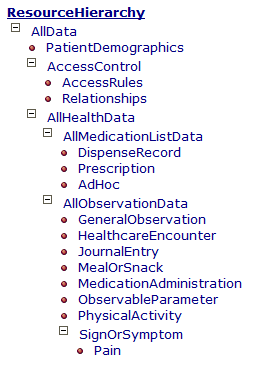 ResourceHierarchy
AllData
PatientDemographics
AccessControl
AccessRules
Relationships
AllHealthData
AllMedicationListData
DispenseRecord
Prescription
AdHoc
AllObservationData
GeneralObservation
HealthcareEncounter
JournalEntry
MealOrSnack
MedicationAdministration
ObservableParameter
PhysicalActivity
SignOrSymptom
Pain